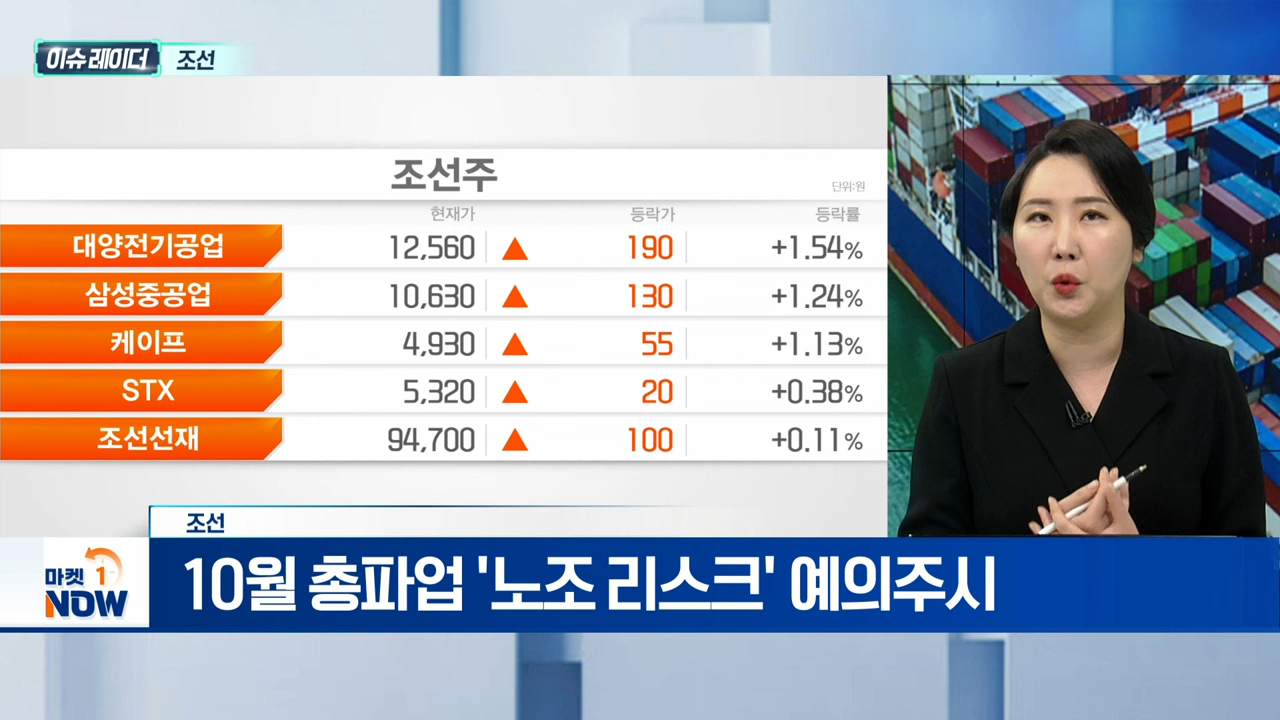 이슈 레이더 조선
조선주
단위:원
현재가 등락가 등락률
대양전기공업 12,560 ▲ 190 +1.54%
삼성중공업 10,630 ▲ 130 +1.24%
케이프 4,930 ▲ 55 +1.13%
STX 5,320 ▲ 20 +0.38%
조선선재 94,700 ▲ 100 +0.11%
조선
마켓 1
NOW
10월 총파업 '노조 리스크' 예의주시